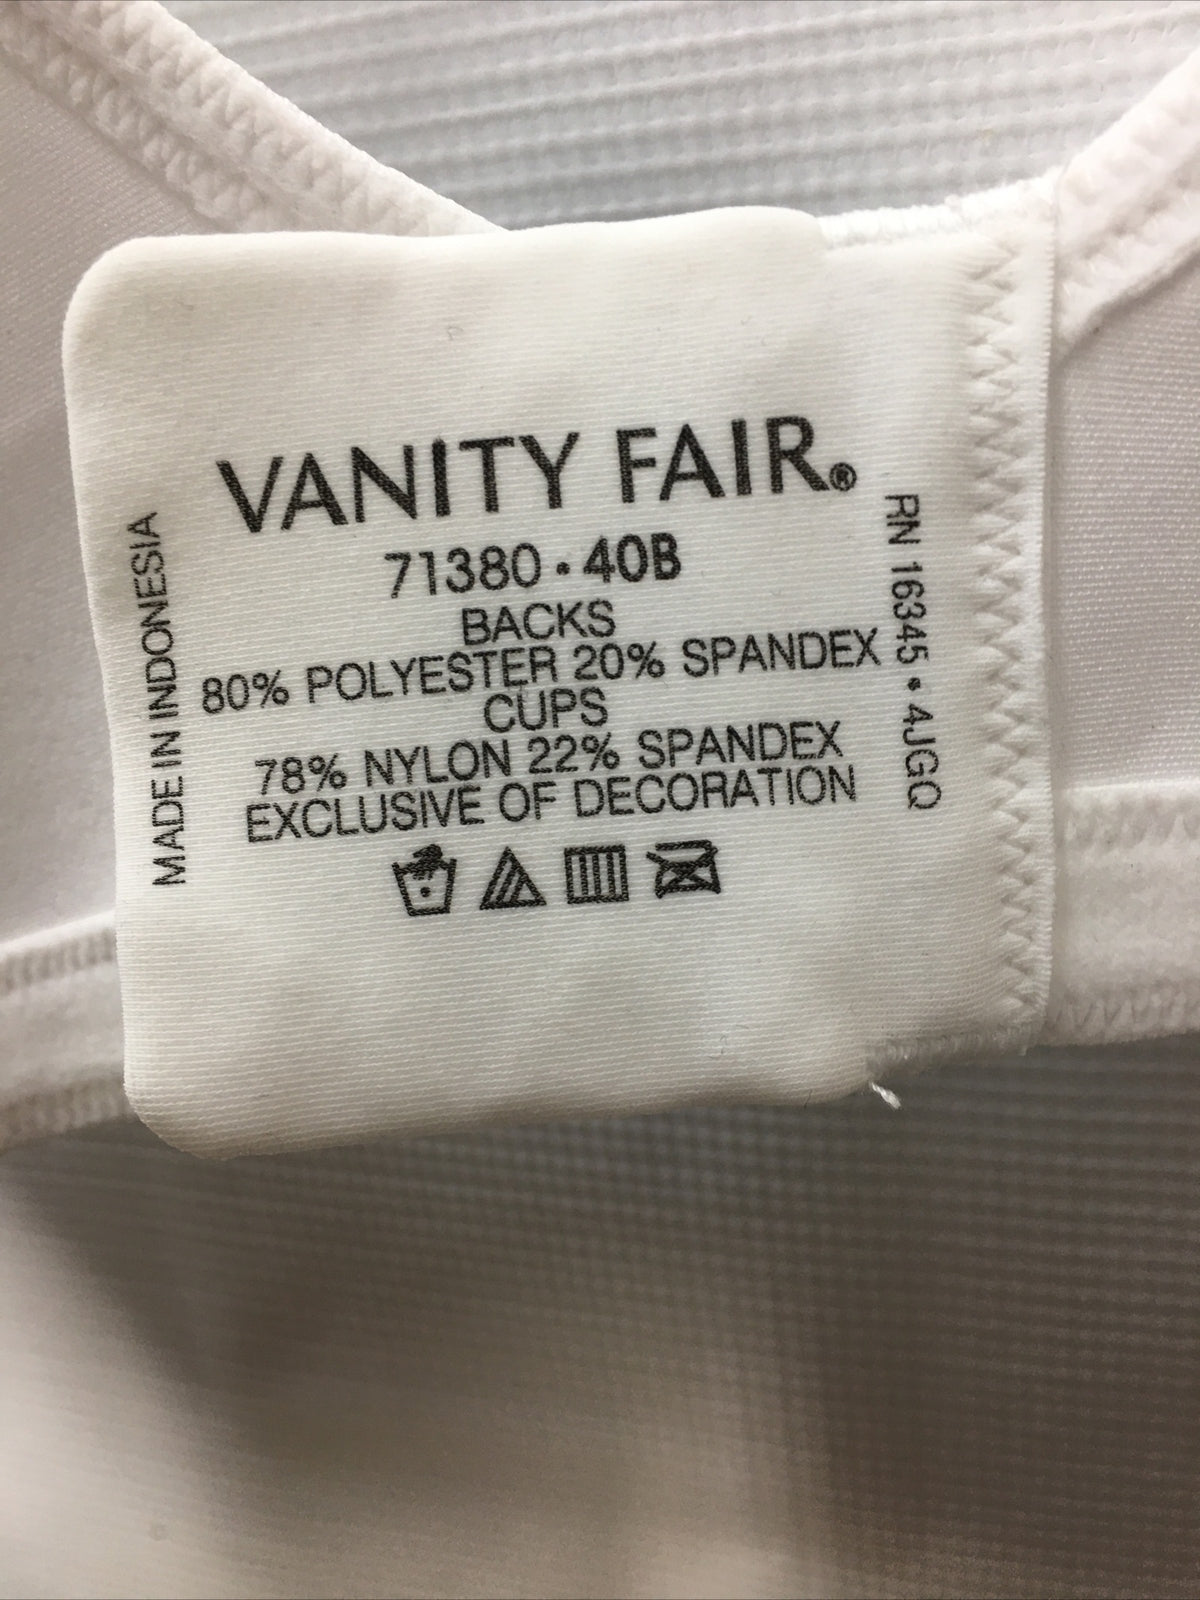 VANITY FAIR®
71380 • 40B
BACKS
80% POLYESTER 20% SPANDEX
CUPS
78% NYLON 22% SPANDEX
EXCLUSIVE OF DECORATION
MADE IN INDONESIA
RN 16345 • 4JGQ